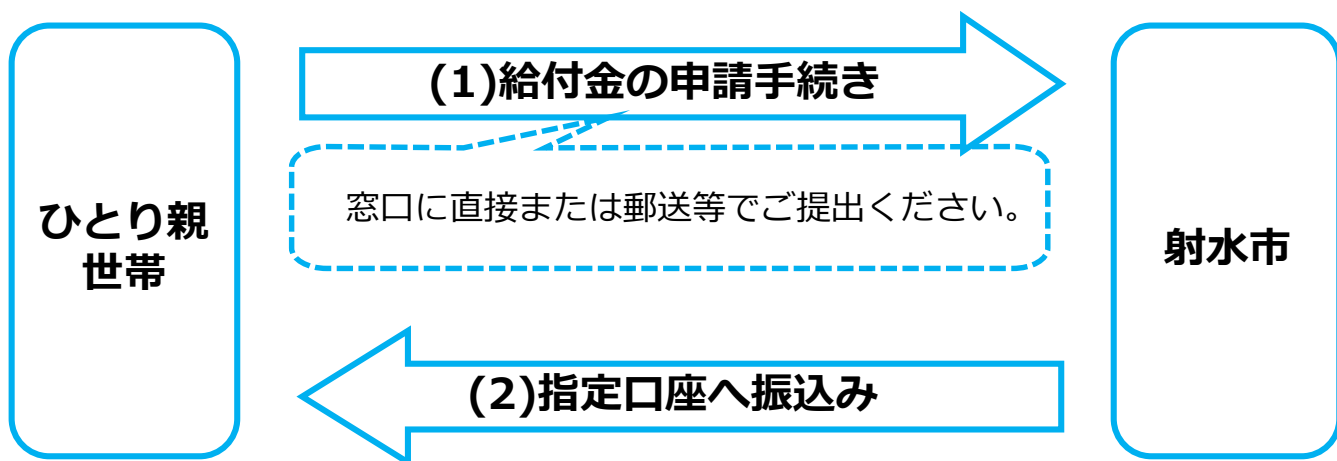 (1)給付金の申請手続き
窓口に直接または郵送等でご提出ください。
ひとり親
世帯
射水市
(2)指定口座へ振込み